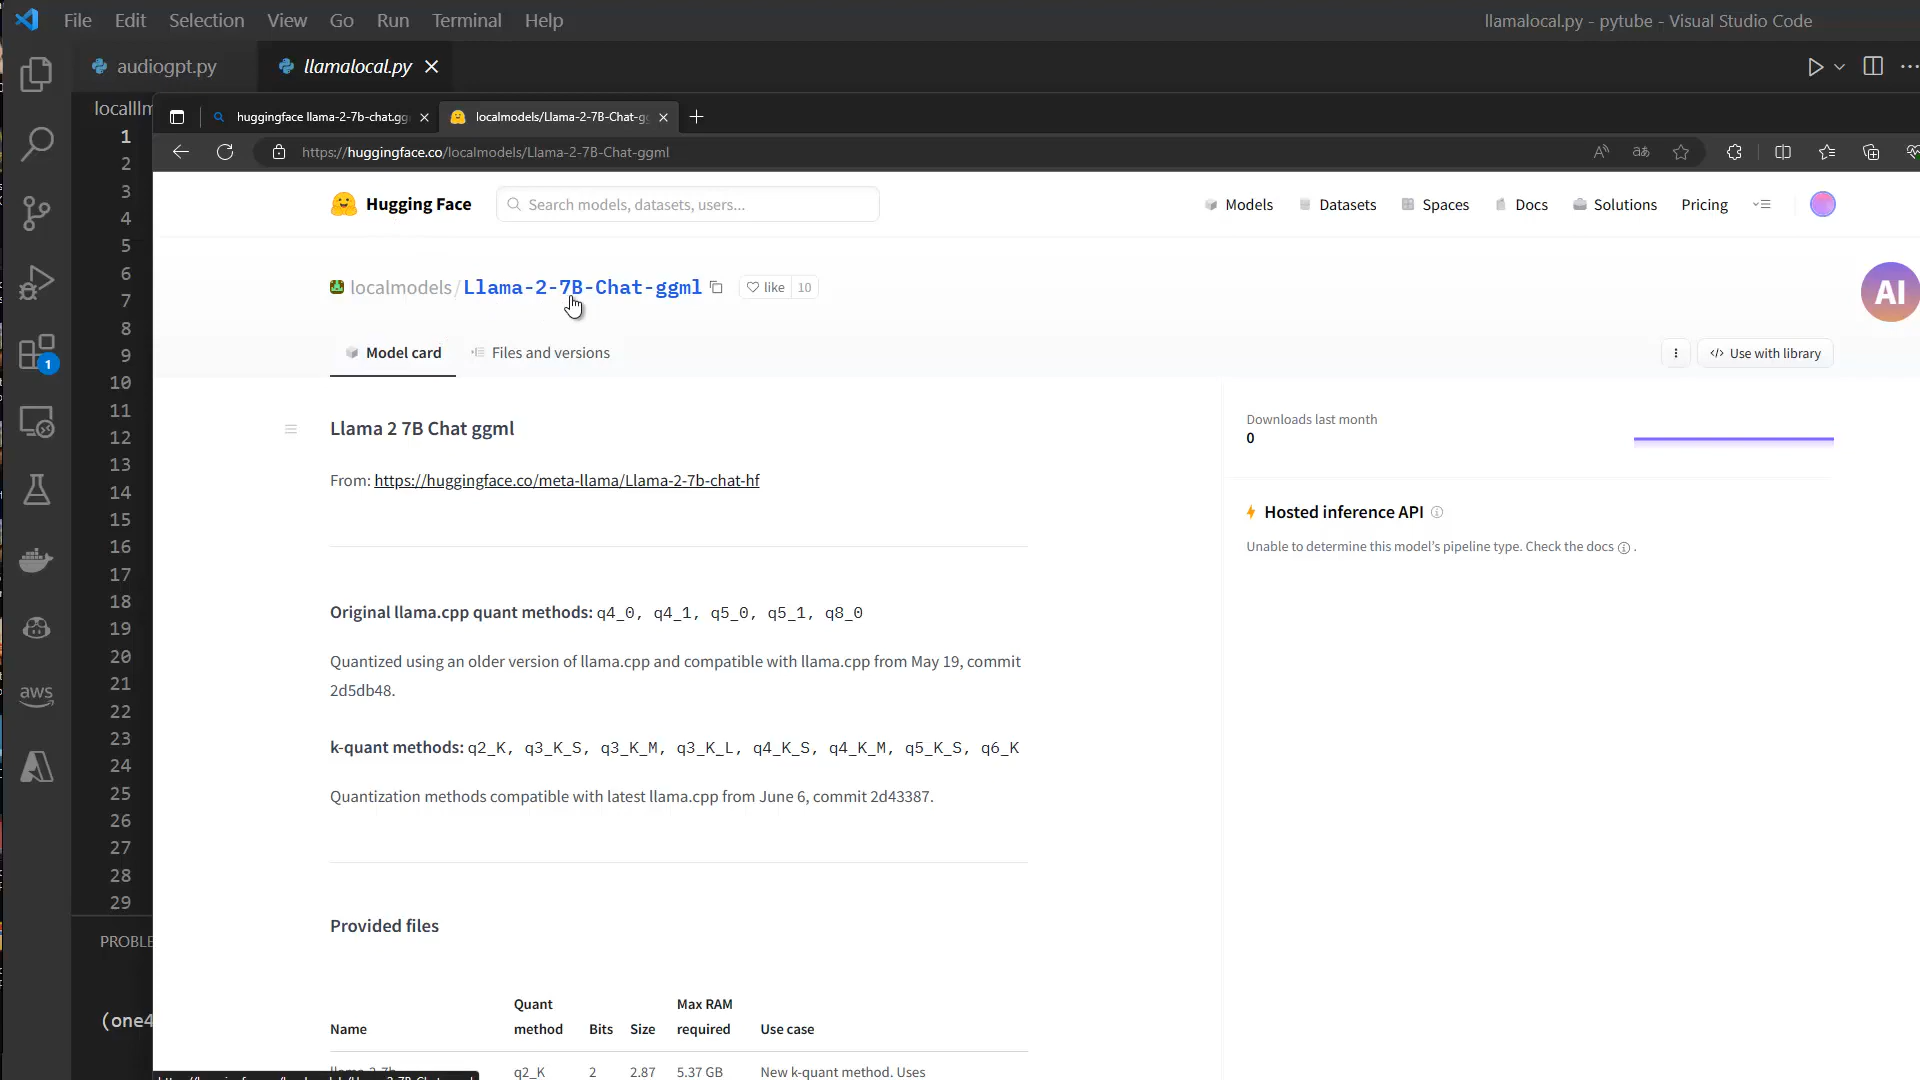 File Edit Selection View Go Run Terminal Help
llamalocal.py - pytube - Visual Studio Code
audiogpt.py
llamalocal.py
localllm
huggingface llama-2-7b-chat.gg
localmodels/Llama-2-7B-Chat-g
https://huggingface.co/localmodels/Llama-2-7B-Chat-ggml
Hugging Face
Search models, datasets, users...
Models Datasets Spaces Docs Solutions Pricing
localmodels/Llama-2-7B-Chat-ggml
like 10
AI
Model card
Files and versions
Use with library
Llama 2 7B Chat ggml
From: https://huggingface.co/meta-llama/Llama-2-7b-chat-hf
Downloads last month
0
Hosted inference API
Unable to determine this model's pipeline type. Check the docs .
Original llama.cpp quant methods: q4_0, q4_1, q5_0, q5_1, q8_0
Quantized using an older version of llama.cpp and compatible with llama.cpp from May 19, commit
2d5db48.
k-quant methods: q2_K, q3_K_S, q3_K_M, q3_K_L, q4_K_S, q4_K_M, q5_K_S, q6_K
Quantization methods compatible with latest llama.cpp from June 6, commit 2d43387.
Provided files
Name Quant method Bits Size Max RAM required Use case
q2_K 2 2.87 5.37 GB New k-quant method. Uses
1
2
3
4
5
6
7
8
9
10
11
12
13
14
15
16
17
18
19
20
21
22
23
24
25
26
27
28
29
1
aws
PROBLE
(one4